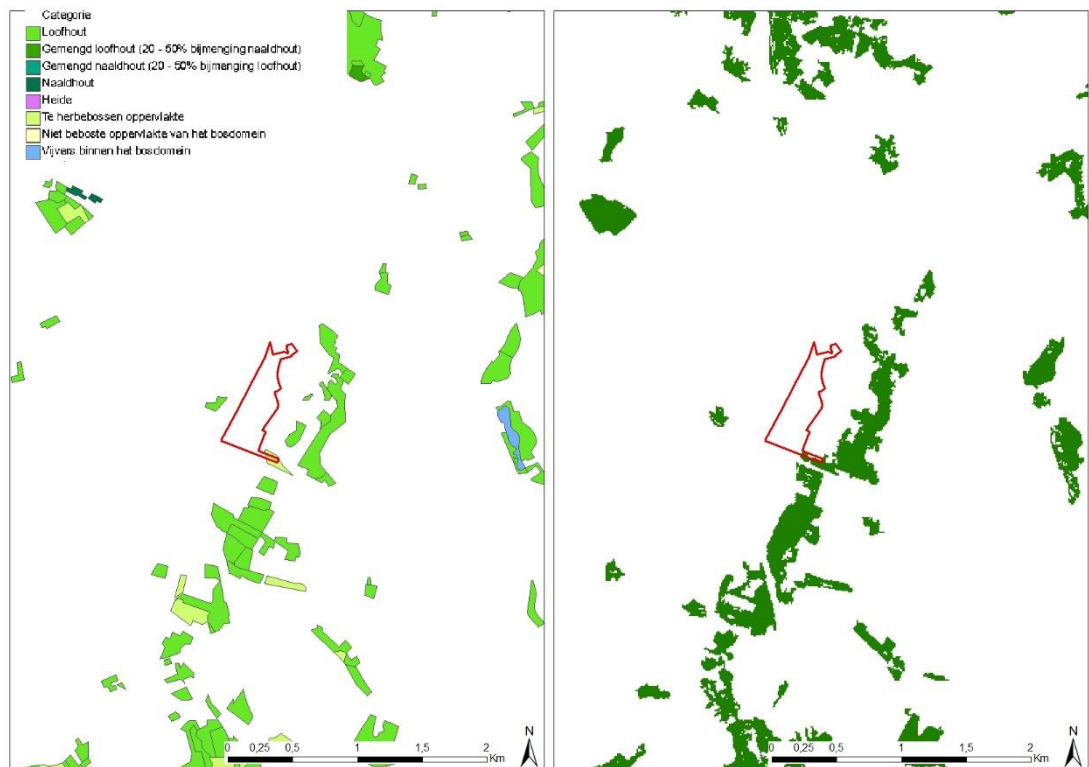 Categorie
Loofhout
Gemengd loofhout (20 - 50% bijmenging naaldhout)
Gemengd naaldhout (20 - 50% bijmenging loofhout)
Naaldhout
Heide
Te herbebossen oppervlakte
Niet beboste oppervlakte van het bosdomein
Vijvers binnen het bosdomein
N
0 0,25 0,5 1 1,5 2
Km
N
0 0,25 0,5 1 1,5 2
Km